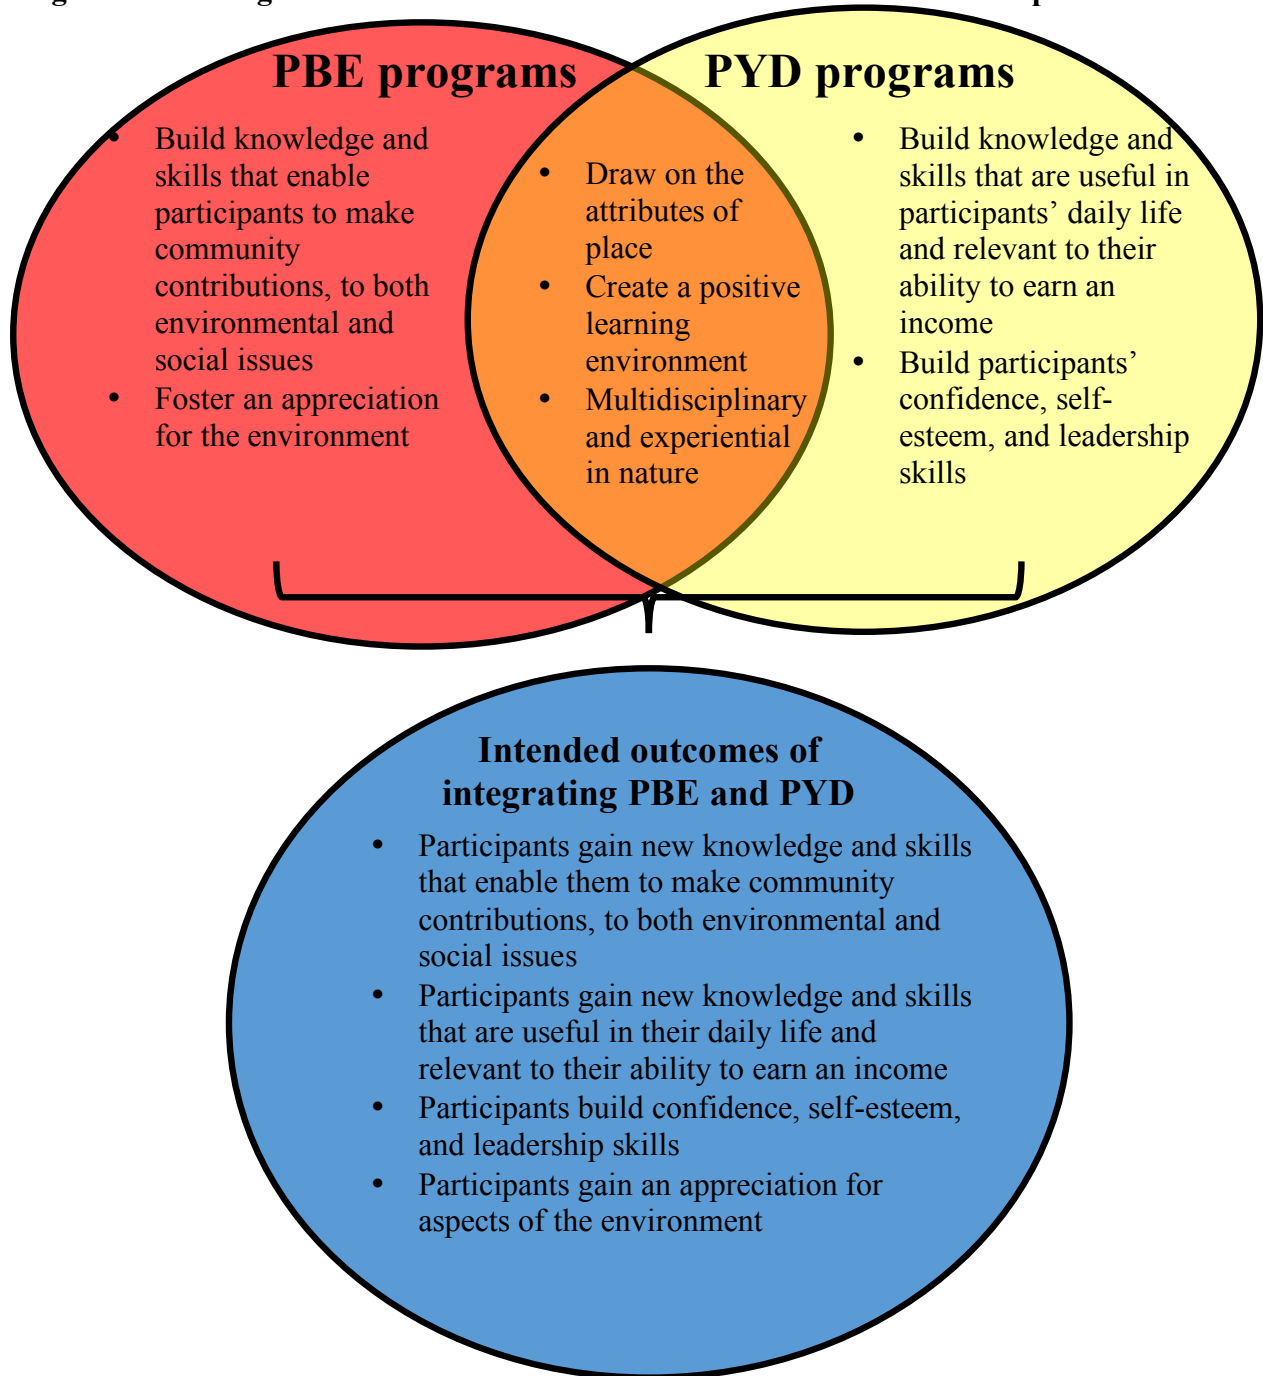 PBE programs
• Build knowledge and
skills that enable
participants to make
community
contributions, to both
environmental and
social issues
• Foster an appreciation
for the environment
• Draw on the
attributes of
place
• Create a positive
learning
environment
• Multidisciplinary
and experiential
in nature
PYD programs
• Build knowledge and
skills that are useful in
participants’ daily life
and relevant to their
ability to earn an
income
• Build participants’
confidence, self-
esteem, and leadership
skills
Intended outcomes of
integrating PBE and PYD
• Participants gain new knowledge and skills
that enable them to make community
contributions, to both environmental and
social issues
• Participants gain new knowledge and skills
that are useful in their daily life and
relevant to their ability to earn an income
• Participants build confidence, self-esteem,
and leadership skills
• Participants gain an appreciation for
aspects of the environment